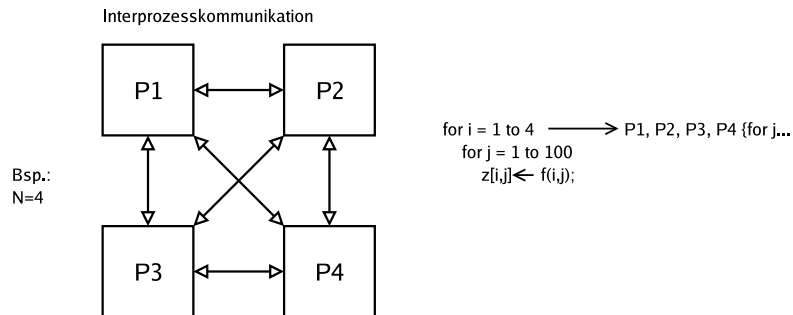 Interprozesskommunikation
P1
P2
for i = 1 to 4 P1, P2, P3, P4 {for j...
for j = 1 to 100
z[i,j] f(i,j);
Bsp.:
N=4
P3
P4